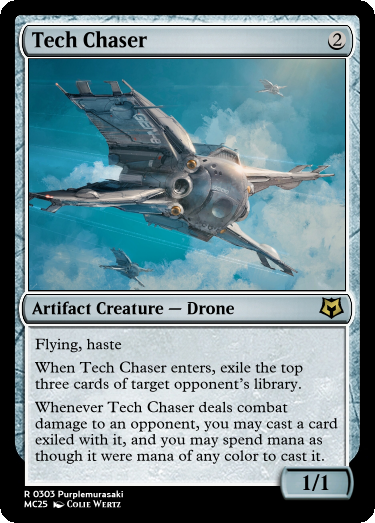 Tech Chaser 2
Artifact Creature — Drone
Flying, haste
When Tech Chaser enters, exile the top
three cards of target opponent's library.
Whenever Tech Chaser deals combat
damage to an opponent, you may cast a card
exiled with it, and you may spend mana as
though it were mana of any color to cast it.
1/1
R 0303 Purplemurasaki
MC25 Colie Wertz